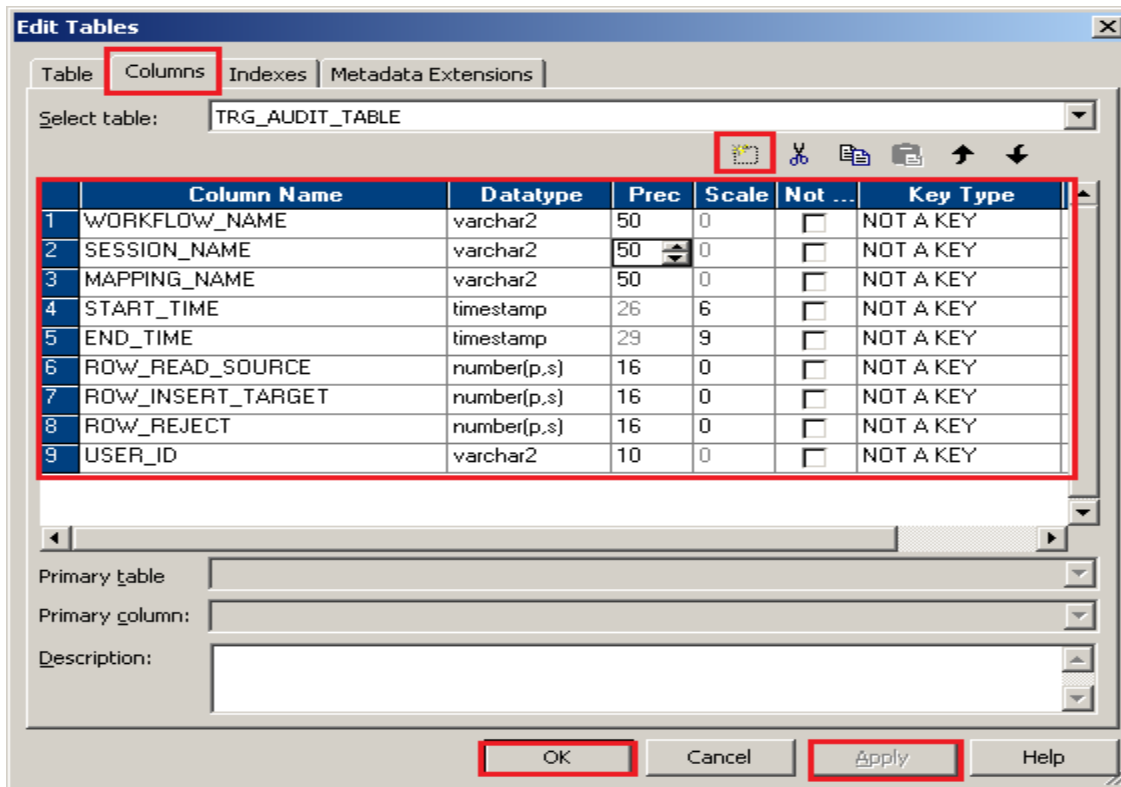 Edit Tables
Table Columns Indexes Metadata Extensions
Select table: TRG_AUDIT_TABLE
Column Name Datatype Prec Scale Not ... Key Type
1 WORKFLOW_NAME varchar2 50 0 NOT A KEY
2 SESSION_NAME varchar2 50 0 NOT A KEY
3 MAPPING_NAME varchar2 50 0 NOT A KEY
4 START_TIME timestamp 26 6 NOT A KEY
5 END_TIME timestamp 29 9 NOT A KEY
6 ROW_READ_SOURCE number(p,s) 16 0 NOT A KEY
7 ROW_INSERT_TARGET number(p,s) 16 0 NOT A KEY
8 ROW_REJECT number(p,s) 16 0 NOT A KEY
9 USER_ID varchar2 10 0 NOT A KEY
Primary table
Primary column:
Description:
OK Cancel Apply Help